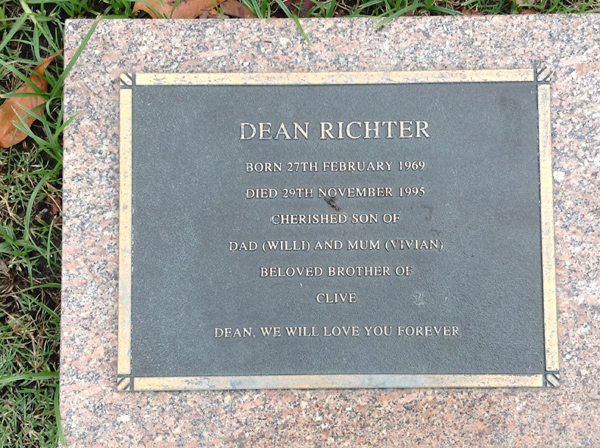 DEAN RICHTER
BORN 27TH FEBRUARY 1969
DIED 29TH NOVEMBER 1995
CHERISHED SON OF
DAD (WILLI) AND MUM (VIVIAN)
BELOVED BROTHER OF
CLIVE
DEAN, WE WILL LOVE YOU FOREVER